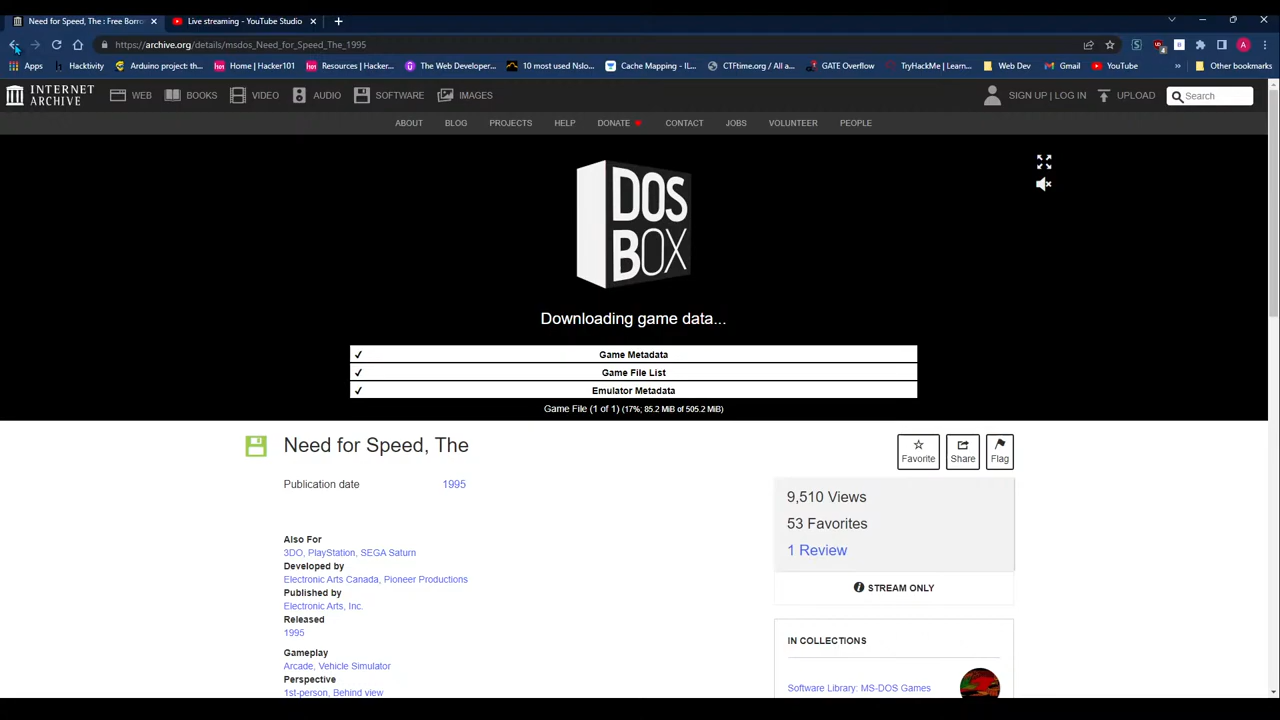 Need for Speed, The : Free Borro
Live streaming - YouTube Studio
https://archive.org/details/msdos_Need_for_Speed_The_1995
Apps
Hacktivity
Arduino project: th...
Home | Hacker101
Resources | Hacker...
The Web Developer...
10 most used Nslo...
Cache Mapping - IL...
CTFtime.org / All a...
GATE Overflow
TryHackMe | Learn...
Web Dev
Gmail
YouTube
Other bookmarks
INTERNET
ARCHIVE
WEB
BOOKS
VIDEO
AUDIO
SOFTWARE
IMAGES
SIGN UP | LOG IN
UPLOAD
Search
ABOUT
BLOG
PROJECTS
HELP
DONATE
CONTACT
JOBS
VOLUNTEER
PEOPLE
DOS
BOX
Downloading game data...
✓ Game Metadata
✓ Game File List
✓ Emulator Metadata
Game File (1 of 1) (17%; 85.2 MiB of 505.2 MiB)
Need for Speed, The
Favorite
Share
Flag
Publication date 1995
9,510 Views
53 Favorites
1 Review
STREAM ONLY
Also For
3DO, PlayStation, SEGA Saturn
Developed by
Electronic Arts Canada, Pioneer Productions
Published by
Electronic Arts, Inc.
Released
1995
Gameplay
Arcade, Vehicle Simulator
Perspective
1st-person, Behind view
IN COLLECTIONS
Software Library: MS-DOS Games